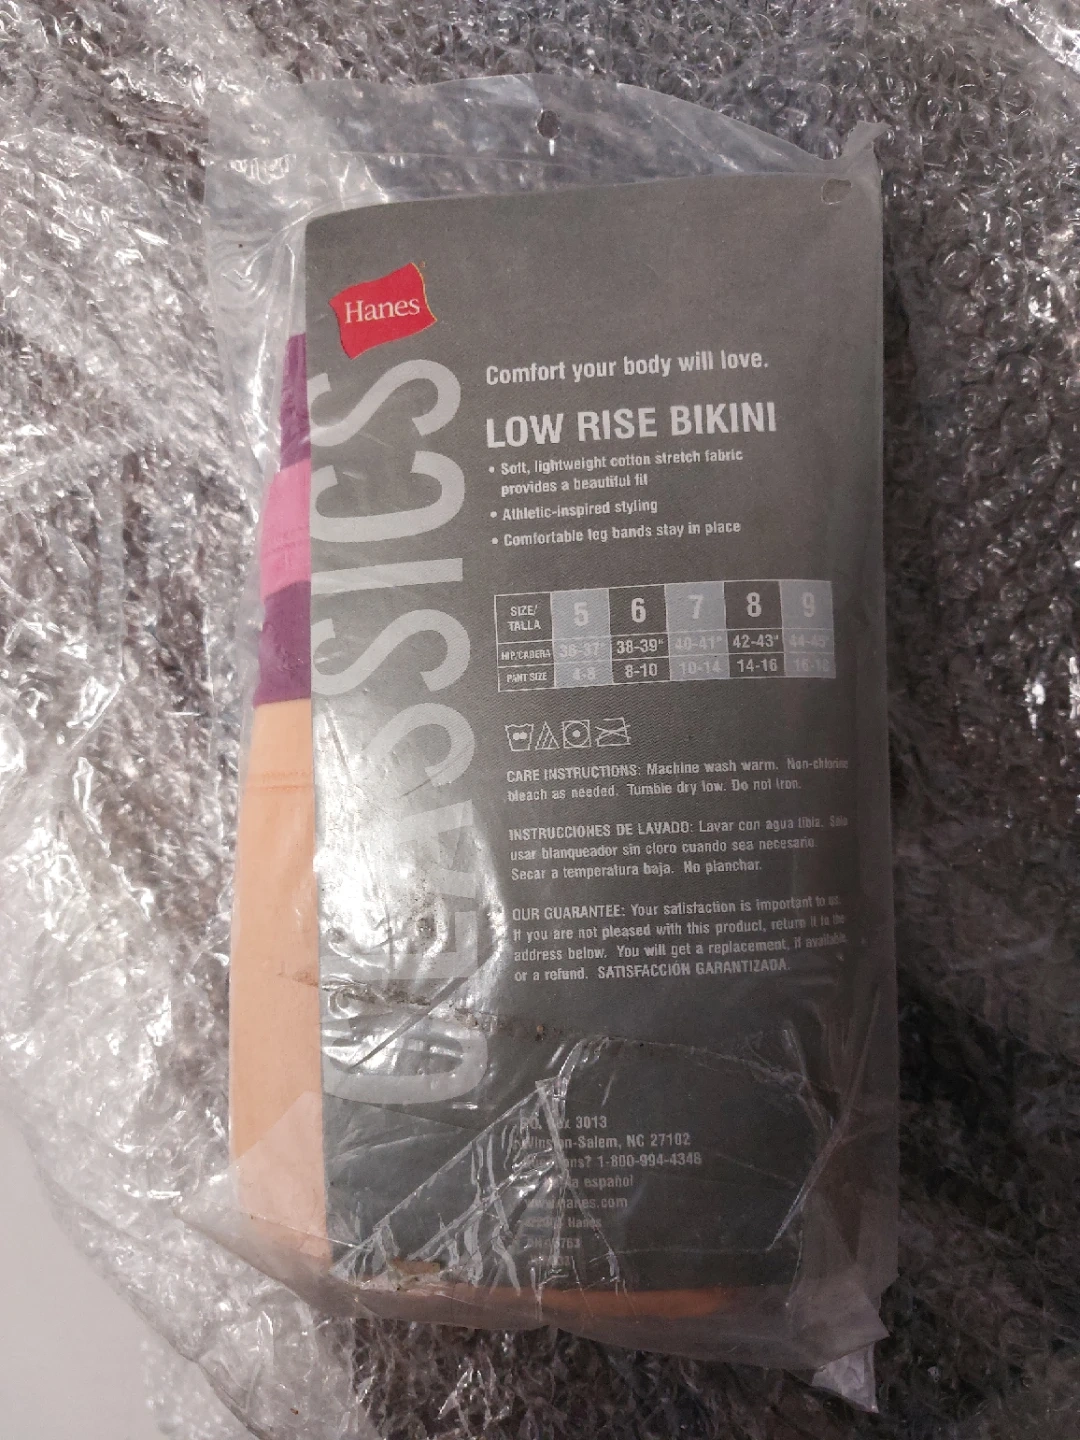 Hanes
CLASSICS
Comfort your body will love.
LOW RISE BIKINI
• Soft, lightweight cotton stretch fabric
provides a beautiful fit
• Athletic-inspired styling
• Comfortable leg bands stay in place
SIZE/ TALLA 5 6 7 8 9
HIP/CADERA 36-37" 38-39" 40-41" 42-43" 44-45"
PANT SIZE 4-8 8-10 10-14 14-16 16-18
CARE INSTRUCTIONS: Machine wash warm. Non-chlorine
bleach as needed. Tumble dry low. Do not iron.
INSTRUCCIONES DE LAVADO: Lavar con agua tibia. Sólo
usar blanqueador sin cloro cuando sea necesario.
Secar a temperatura baja. No planchar.
OUR GUARANTEE: Your satisfaction is important to us.
If you are not pleased with this product, return it to the
address below. You will get a replacement, if available,
or a refund. SATISFACCIÓN GARANTIZADA.
3013
Winston-Salem, NC 27102
1-800-994-4348
español
Hanes